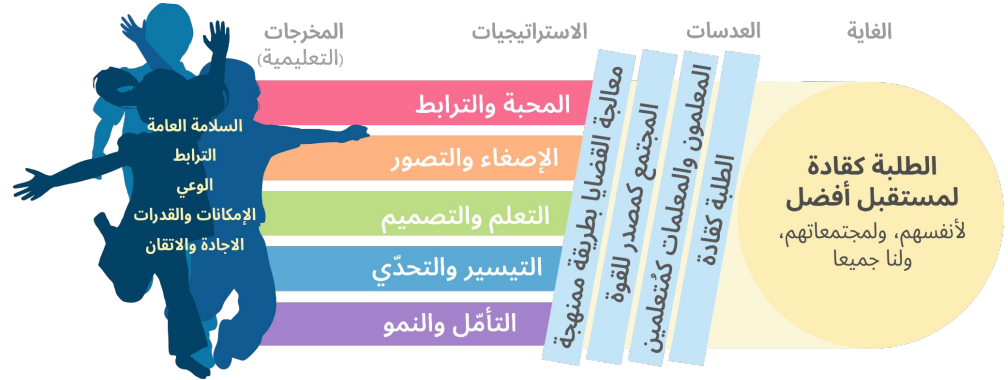 الغاية
العدسات
الاستراتيجيات
المخرجات
(التعليمية)
الطلبة كقادة
لمستقبل أفضل
لأنفسهم، ولمجتمعاتهم،
ولنا جميعا
الطلبة كقادة
المعلمون والمعلمات كمُتعلمين
المجتمع كمصدر للقوة
معالجة القضايا بطريقة ممنهجة
المحبة والترابط
الإصغاء والتصور
التعلم والتصميم
التيسير والتحدّي
التأمّل والنمو
السلامة العامة
الترابط
الوعي
الإمكانات والقدرات
الاجادة والاتقان